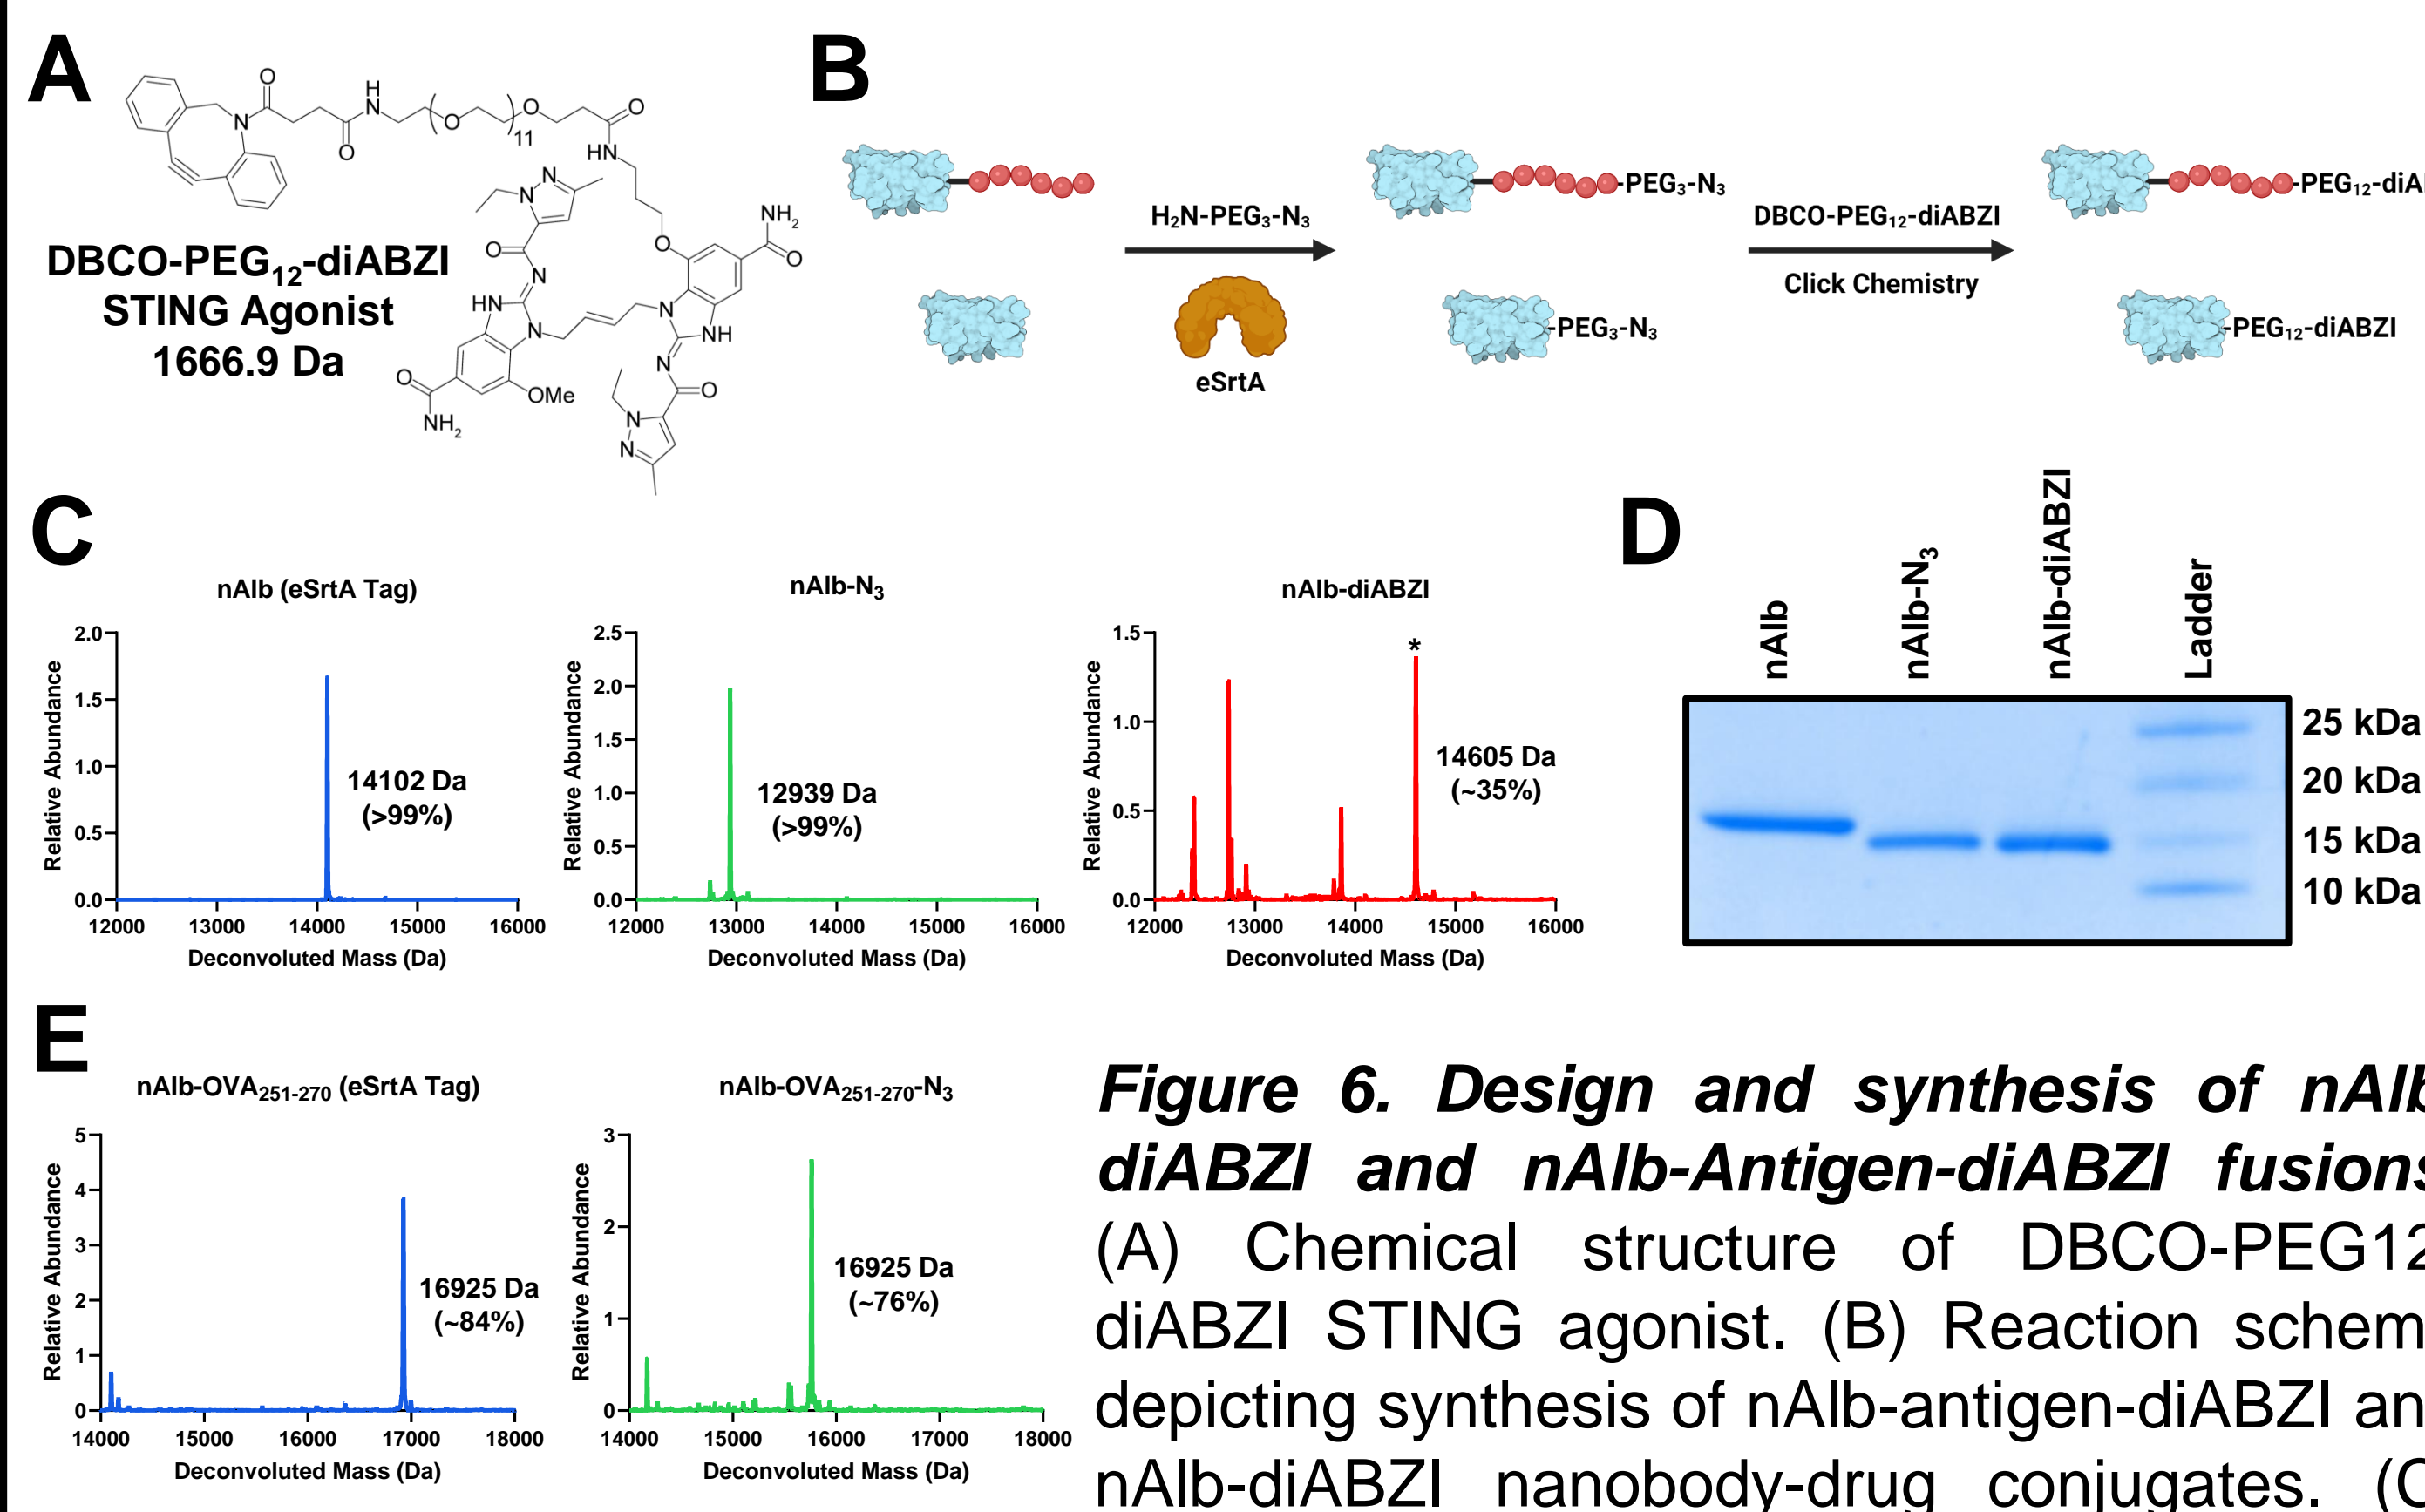 A
O
O
H
N
N
O
O
11
O
O
HN
N
N
O
N
HN
N
O
NH2
O
N
NH
N
O
N
N
OMe
O
NH2
DBCO-PEG12-diABZI
STING Agonist
1666.9 Da
B
H2N-PEG3-N3
eSrtA
-PEG3-N3
-PEG3-N3
DBCO-PEG12-diABZI
Click Chemistry
-PEG12-diA
-PEG12-diABZI
C
nAlb (eSrtA Tag)
Relative Abundance
2.0
1.5
1.0
0.5
0.0
14102 Da
(>99%)
12000 13000 14000 15000 16000
Deconvoluted Mass (Da)
nAlb-N3
Relative Abundance
2.5
2.0
1.5
1.0
0.5
0.0
12939 Da
(>99%)
12000 13000 14000 15000 16000
Deconvoluted Mass (Da)
nAlb-diABZI
Relative Abundance
1.5
1.0
0.5
0.0
*
14605 Da
(~35%)
12000 13000 14000 15000 16000
Deconvoluted Mass (Da)
D
nAlb
nAlb-N3
nAlb-diABZI
Ladder
25 kDa
20 kDa
15 kDa
10 kDa
E
nAlb-OVA251-270 (eSrtA Tag)
Relative Abundance
5
4
3
2
1
0
16925 Da
(~84%)
14000 15000 16000 17000 18000
Deconvoluted Mass (Da)
nAlb-OVA251-270-N3
Relative Abundance
3
2
1
0
16925 Da
(~76%)
14000 15000 16000 17000 18000
Deconvoluted Mass (Da)
Figure 6. Design and synthesis of nAlb
diABZI and nAlb-Antigen-diABZI fusions
(A) Chemical structure of DBCO-PEG12
diABZI STING agonist. (B) Reaction schem
depicting synthesis of nAlb-antigen-diABZI an
nAlb-diABZI nanobody-drug conjugates. (C